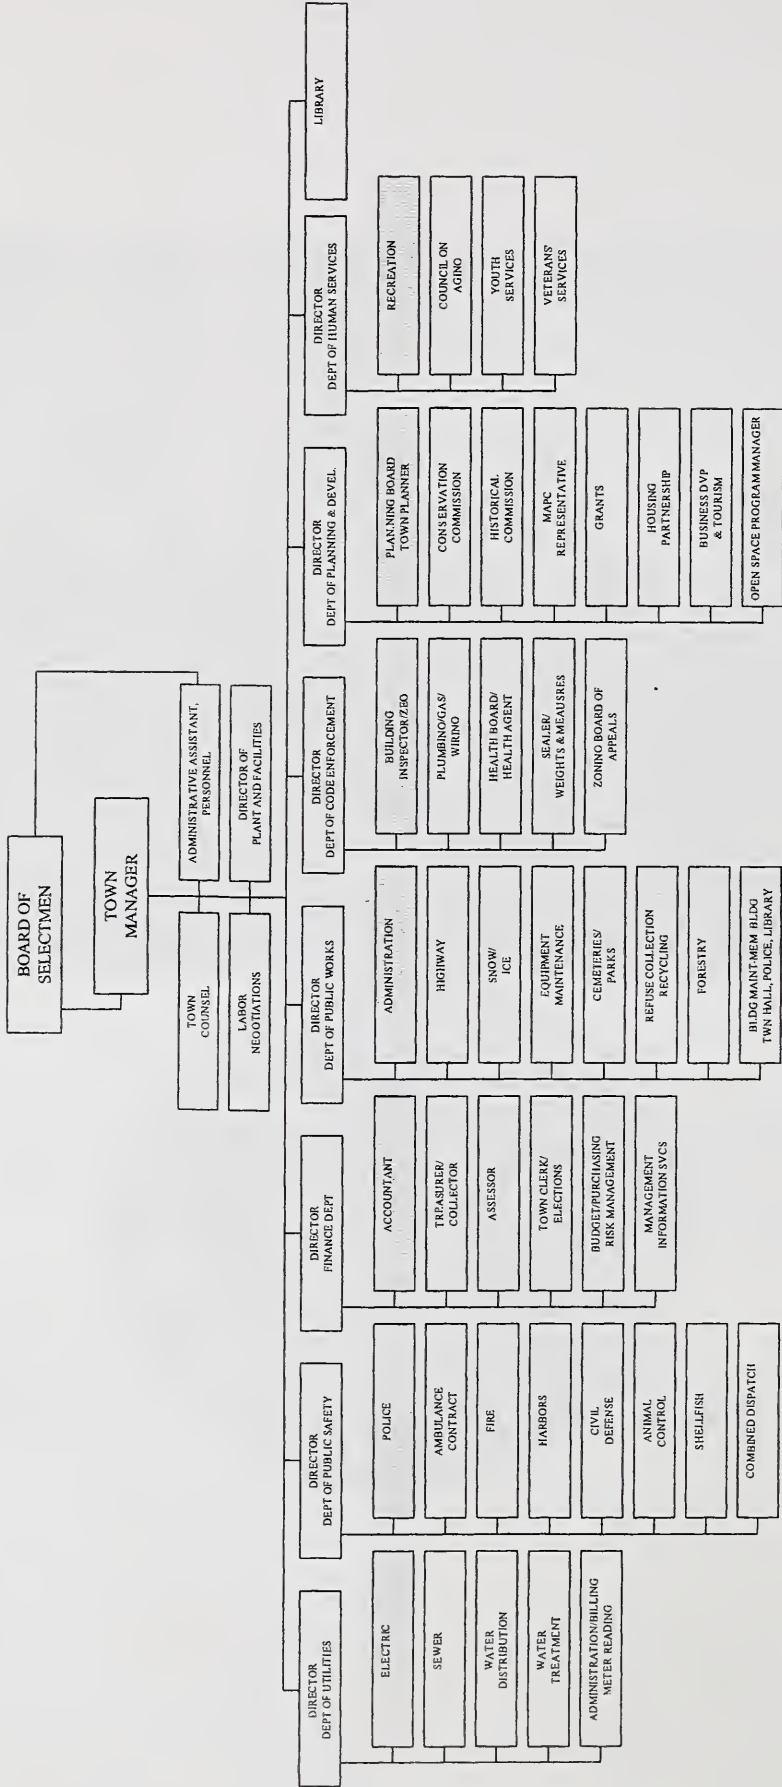 BOARD OF
SELECTMEN
TOWN
MANAGER
TOWN
COUNSEL
ADMINISTRATIVE ASSISTANT,
PERSONNEL
LABOR
NEGOTIATIONS
DIRECTOR OF
PLANT AND FACILITIES
DIRECTOR
DEPT OF UTILITIES
ELECTRIC
SEWER
WATER
DISTRIBUTION
WATER
TREATMENT
ADMINISTRATION/BILLING
METER READING
DIRECTOR
DEPT OF PUBLIC SAFETY
POLICE
AMBULANCE
CONTRACT
FIRE
HARBORS
CIVIL
DEFENSE
ANIMAL
CONTROL
SHELLFISH
COMBINED DISPATCH
DIRECTOR
FINANCE DEPT
ACCOUNTANT
TREASURER/
COLLECTOR
ASSESSOR
TOWN CLERK/
ELECTIONS
BUDGET/PURCHASING
RISK MANAGEMENT
MANAGEMENT
INFORMATION SVCS
DIRECTOR
DEPT OF PUBLIC WORKS
ADMINISTRATION
HIGHWAY
SNOW/
ICE
EQUIPMENT
MAINTENANCE
CEMETERIES/
PARKS
REFUSE COLLECTION
RECYCLING
FORESTRY
BLDG MAINT-MEM BLDG
TWN HALL, POLICE, LIBRARY
DIRECTOR
DEPT OF CODE ENFORCEMENT
BUILDING
INSPECTOR/ZEO
PLUMBINO/GAS/
WIRINO
HEALTH BOARD/
HEALTH AGENT
SEALER/
WEIGHTS & MEAUSRES
ZONINO BOARD OF
APPEALS
DIRECTOR
DEPT OF PLANNING & DEVEL.
PLANNING BOARD
TOWN PLANNER
CONSERVATION
COMMISSION
HISTORICAL
COMMISSION
MAPC
REPRESENTATIVE
GRANTS
HOUSING
PARTNERSHIP
BUSINESS DVP
& TOURISM
OPEN SPACE PROGRAM MANAGER
DIRECTOR
DEPT OF HUMAN SERVICES
RECREATION
COUNCIL ON
AGINO
YOUTH
SERVICES
VETERANS'
SERVICES
LIBRARY